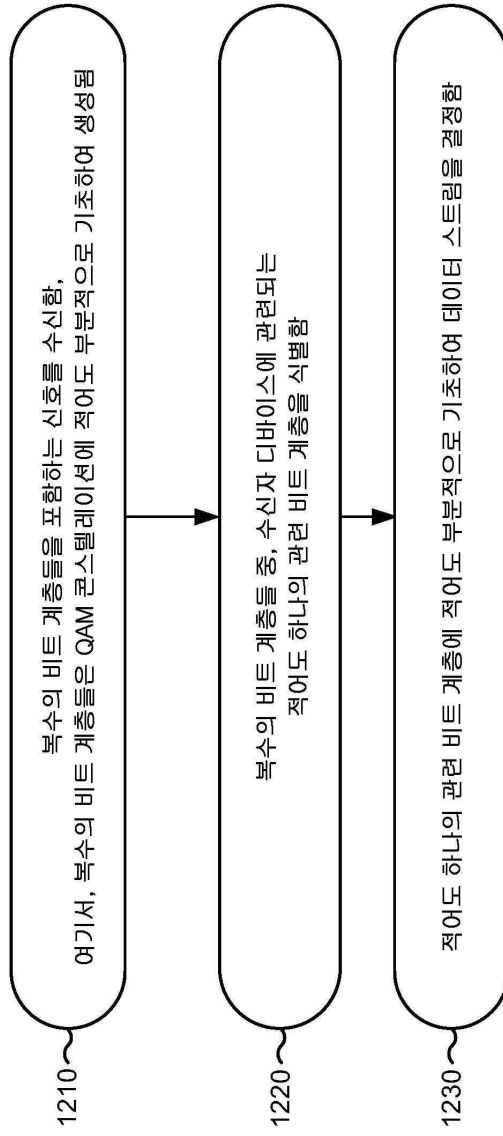 1210
복수의 비트 계층들을 포함하는 신호를 수신함,
여기서, 복수의 비트 계층들은 QAM 콘스텔레이션에 적어도 부분적으로 기초하여 생성됨
1220
복수의 비트 계층들 중, 수신자 디바이스에 관련되는
적어도 하나의 관련 비트 계층을 식별함
1230
적어도 하나의 관련 비트 계층에 적어도 부분적으로 기초하여 데이터 스트림을 결정함